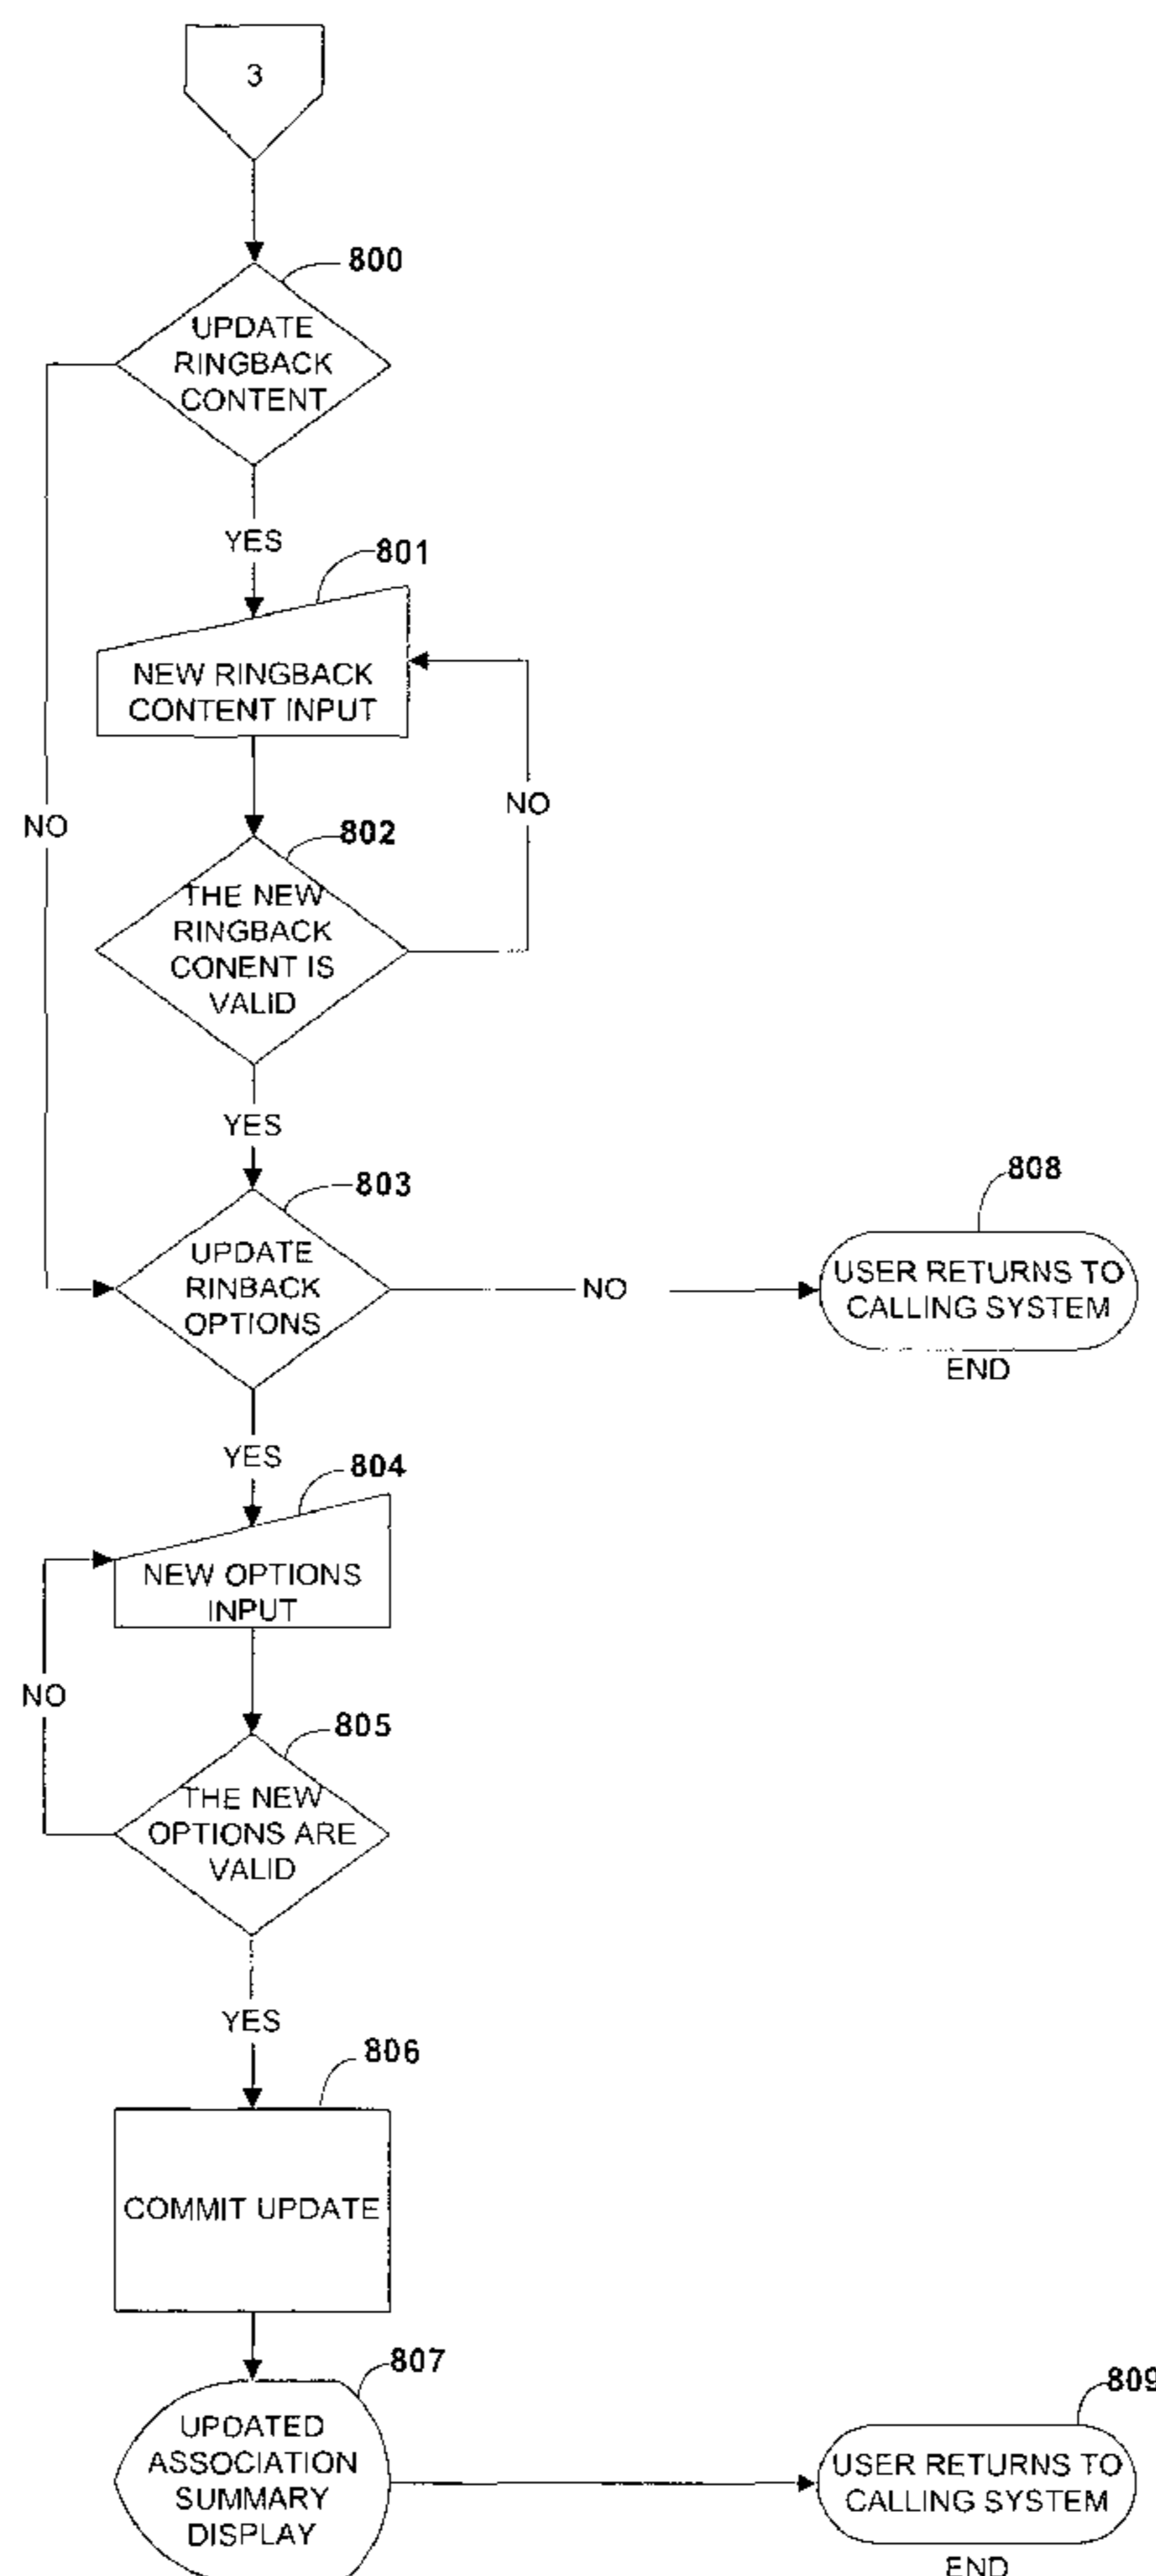 3
800
UPDATE
RINGBACK
CONTENT
YES
801
NEW RINGBACK
CONTENT INPUT
NO
NO
802
THE NEW
RINGBACK
CONENT IS
VALID
YES
803
UPDATE
RINBACK
OPTIONS
NO
808
USER RETURNS TO
CALLING SYSTEM
END
YES
804
NEW OPTIONS
INPUT
NO
805
THE NEW
OPTIONS ARE
VALID
YES
806
COMMIT UPDATE
807
UPDATED
ASSOCIATION
SUMMARY
DISPLAY
809
USER RETURNS TO
CALLING SYSTEM
END